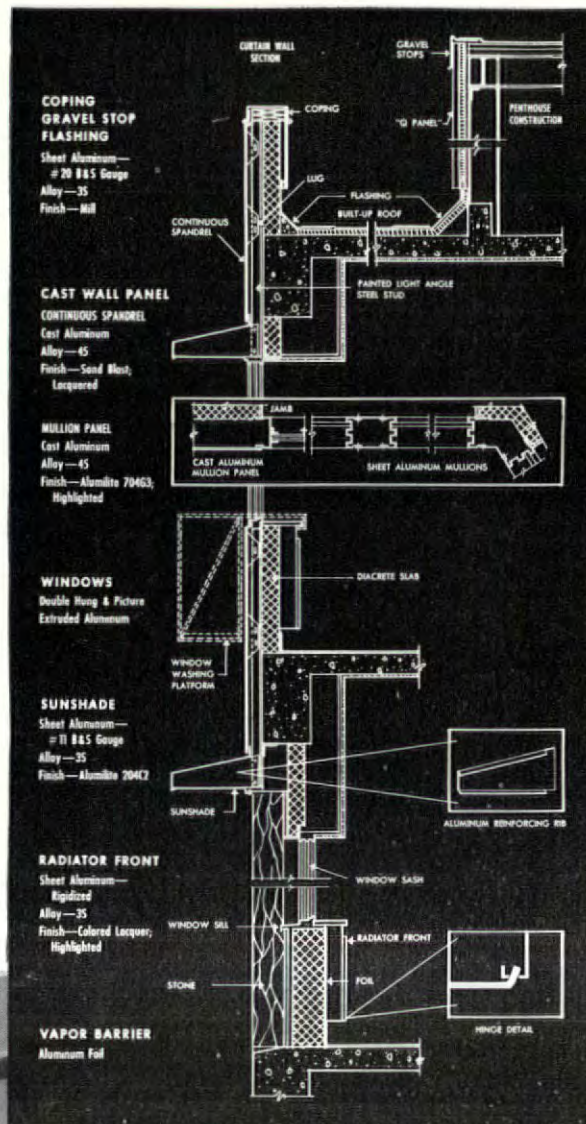 COPING
GRAVEL STOP
FLASHING
Sheet Aluminum—
#20 B&S Gauge
Alloy—3S
Finish—Mill
CAST WALL PANEL
CONTINUOUS SPANDREL
Cast Aluminum
Alloy—43
Finish—Sand Blast;
Lacquered
MULLION PANEL
Cast Aluminum
Alloy—43
Finish—Alumilite 704G3;
Highlighted
WINDOWS
Double Hung & Picture
Extruded Aluminum
SUNSHADE
Sheet Aluminum—
#11 B&S Gauge
Alloy—3S
Finish—Alumilite 204C2
RADIATOR FRONT
Sheet Aluminum—
Rigidized
Alloy—3S
Finish—Colored Lacquer;
Highlighted
VAPOR BARRIER
Aluminum Foil
CURTAIN WALL
SECTION
GRAVEL
STOPS
COPING
"Q PANEL"
PENTHOUSE
CONSTRUCTION
LUG
FLASHING
BUILT-UP ROOF
CONTINUOUS
SPANDREL
PAINTED LIGHT ANGLE
STEEL STUD
JAMB
CAST ALUMINUM
MULLION PANEL
SHEET ALUMINUM MULLIONS
DIACRETE SLAB
WINDOW
WASHING
PLATFORM
SUNSHADE
ALUMINUM REINFORCING RIB
WINDOW SASH
WINDOW SILL
RADIATOR FRONT
STONE
FOIL
HINGE DETAIL